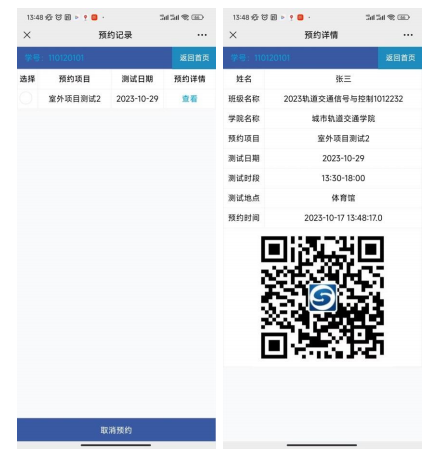 13:48
预约记录
学号：110120101
返回首页
选择 预约项目 测试日期 预约详情
室外项目测试2 2023-10-29 查看
取消预约
13:48
预约详情
学号：110120101
返回首页
姓名 张三
班级名称 2023轨道交通信号与控制1012232
学院名称 城市轨道交通学院
预约项目 室外项目测试2
测试日期 2023-10-29
测试时段 13:30-18:00
测试地点 体育馆
预约时间 2023-10-17 13:48:17.0